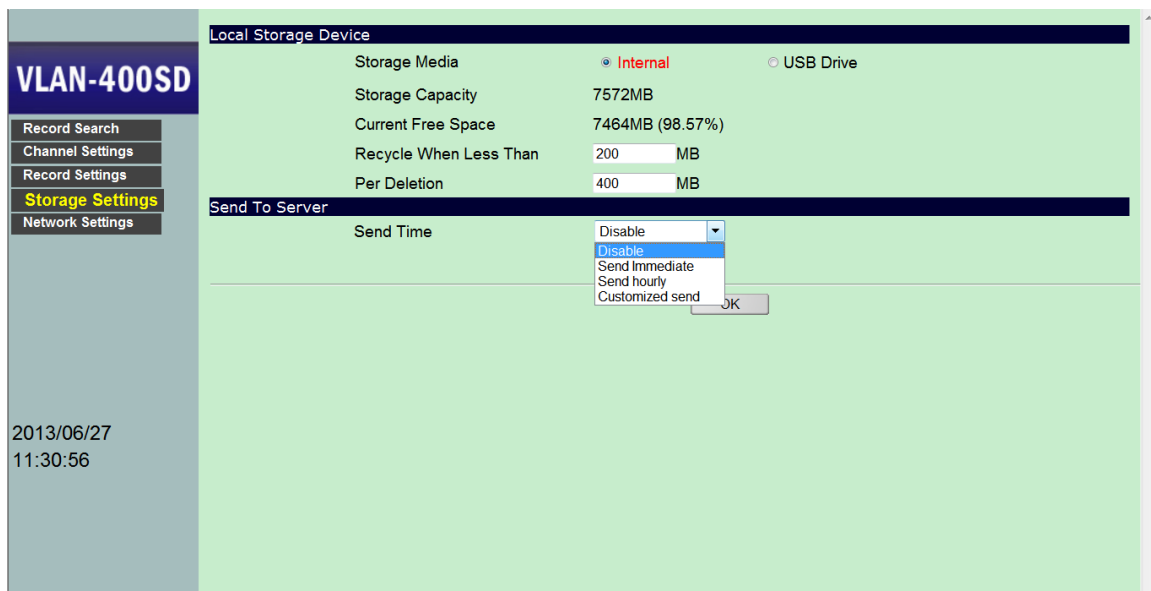 VLAN-400SD
Record Search
Channel Settings
Record Settings
Storage Settings
Network Settings
2013/06/27
11:30:56
Local Storage Device
Storage Media Internal USB Drive
Storage Capacity 7572MB
Current Free Space 7464MB (98.57%)
Recycle When Less Than 200 MB
Per Deletion 400 MB
Send To Server
Send Time Disable
Disable
Send Immediate
Send hourly
Customized send
OK